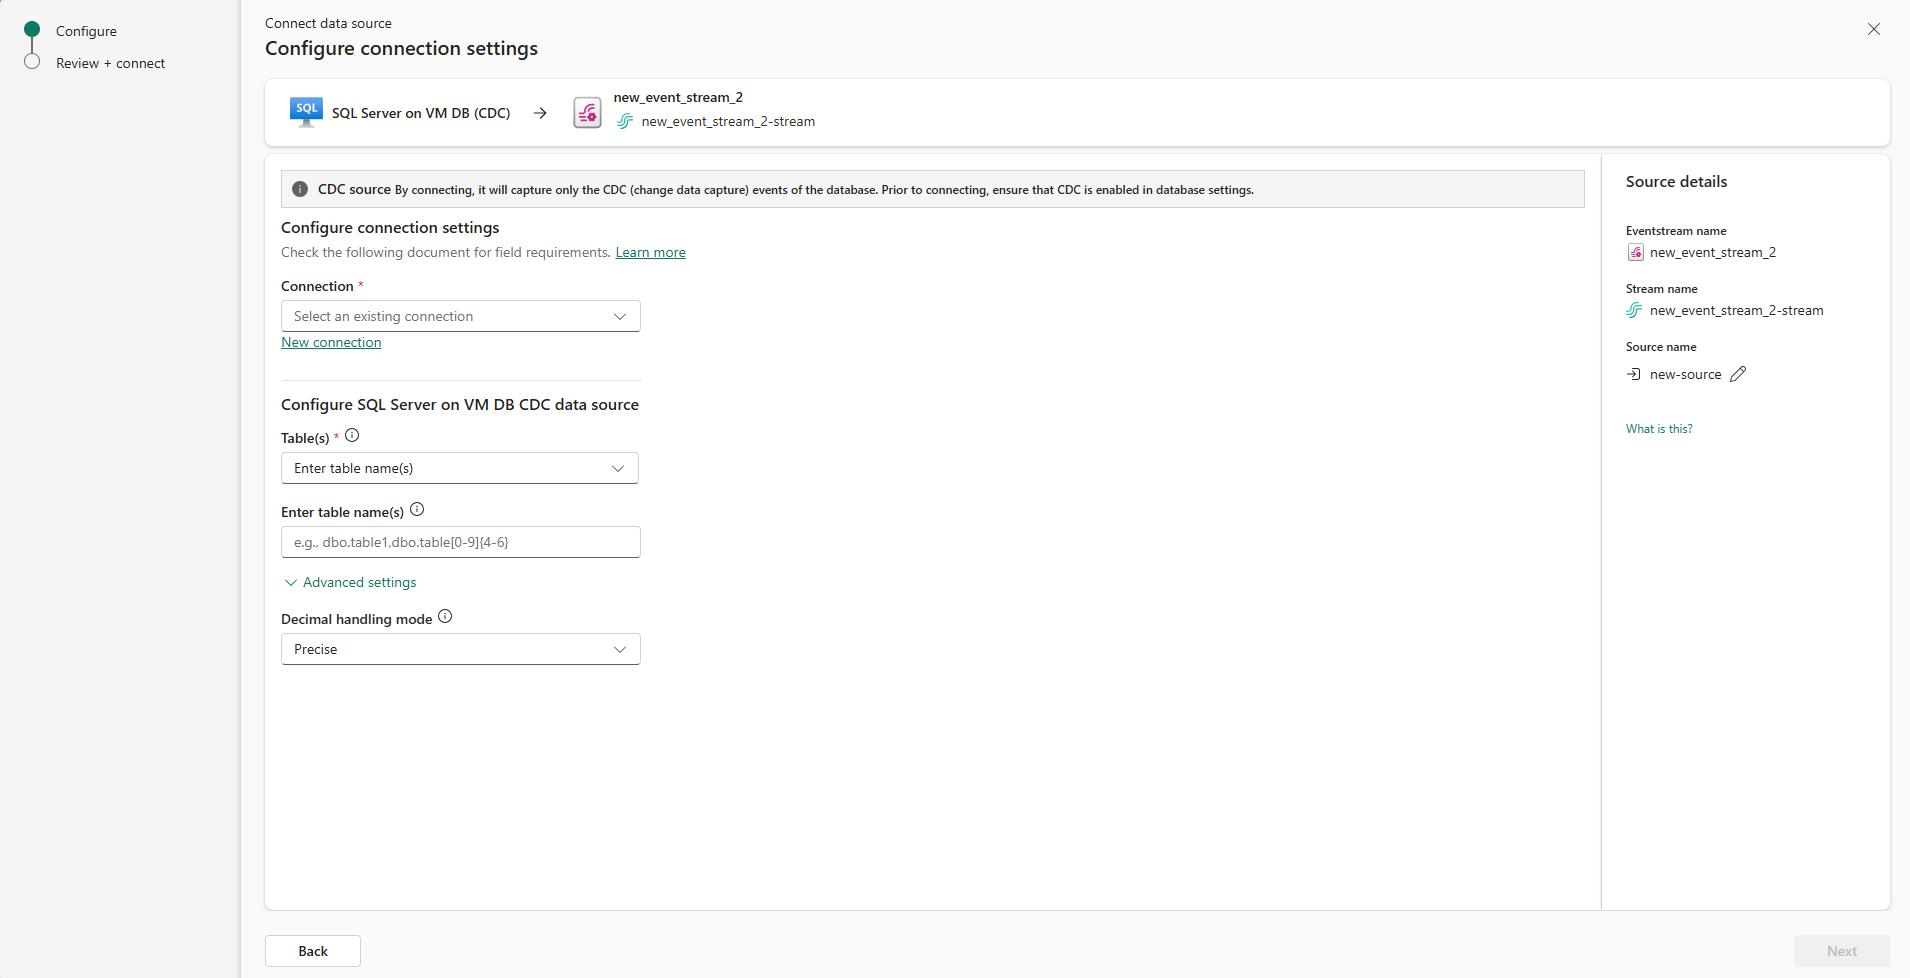 Configure
Review + connect
Connect data source
Configure connection settings
SQL
SQL Server on VM DB (CDC)
new_event_stream_2
new_event_stream_2-stream
CDC source By connecting, it will capture only the CDC (change data capture) events of the database. Prior to connecting, ensure that CDC is enabled in database settings.
Configure connection settings
Check the following document for field requirements. Learn more
Connection *
Select an existing connection
New connection
Configure SQL Server on VM DB CDC data source
Table(s) *
Enter table name(s)
Enter table name(s)
e.g., dbo.table1,dbo.table[0-9]{4-6}
Advanced settings
Decimal handling mode
Precise
Source details
Eventstream name
new_event_stream_2
Stream name
new_event_stream_2-stream
Source name
new-source
What is this?
Back
Next